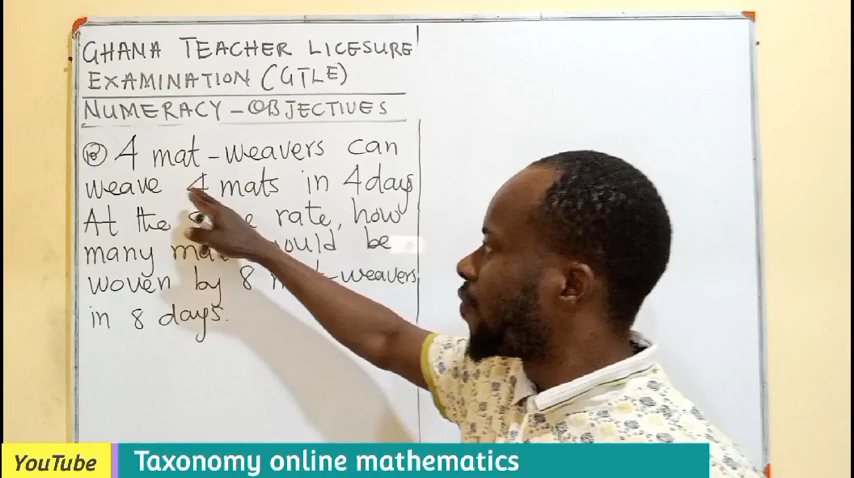 GHANA TEACHER LICESURE
EXAMINATION (GTLE)
NUMERACY - OBJECTIVES
4 mat-weavers can
weave 4 mats in 4 days
At the rate, how
many would be
woven by 8 mat-weavers
in 8 days.
YouTube Taxonomy online mathematics